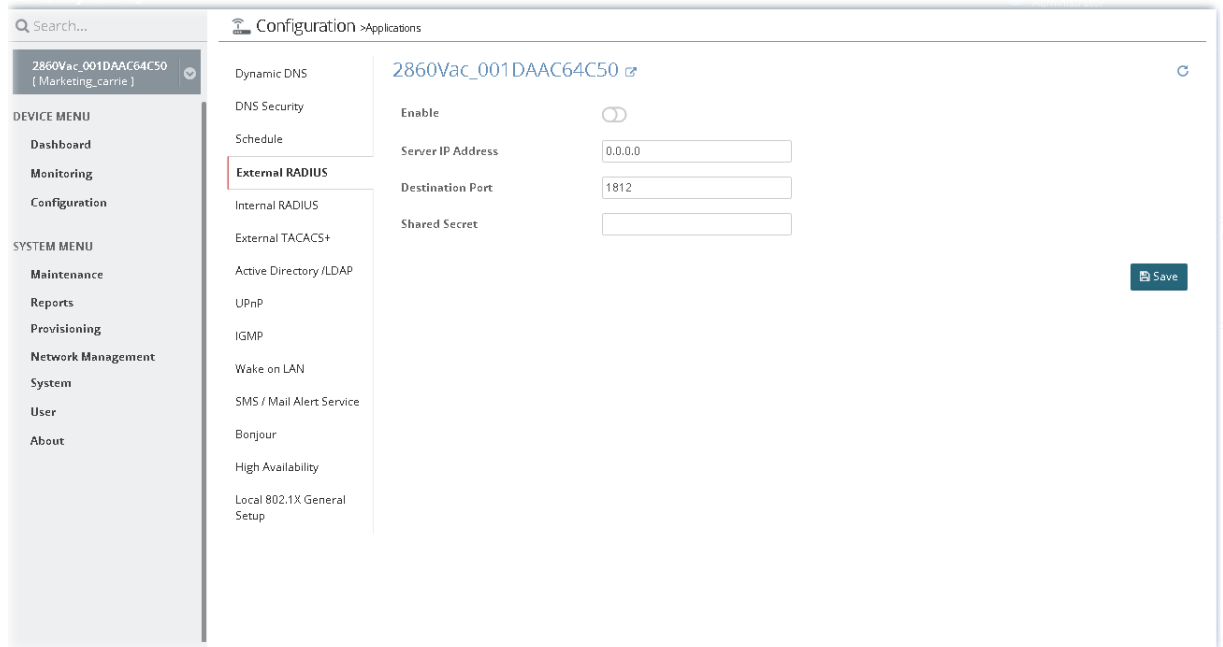 Search...
Configuration >Applications
2860Vac_001DAAC64C50
( Marketing_carrie )
DEVICE MENU
Dashboard
Monitoring
Configuration
SYSTEM MENU
Maintenance
Reports
Provisioning
Network Management
System
User
About
Dynamic DNS
DNS Security
Schedule
External RADIUS
Internal RADIUS
External TACACS+
Active Directory /LDAP
UPnP
IGMP
Wake on LAN
SMS / Mail Alert Service
Bonjour
High Availability
Local 802.1X General
Setup
2860Vac_001DAAC64C50
Enable
Server IP Address
0.0.0.0
Destination Port
1812
Shared Secret
Save